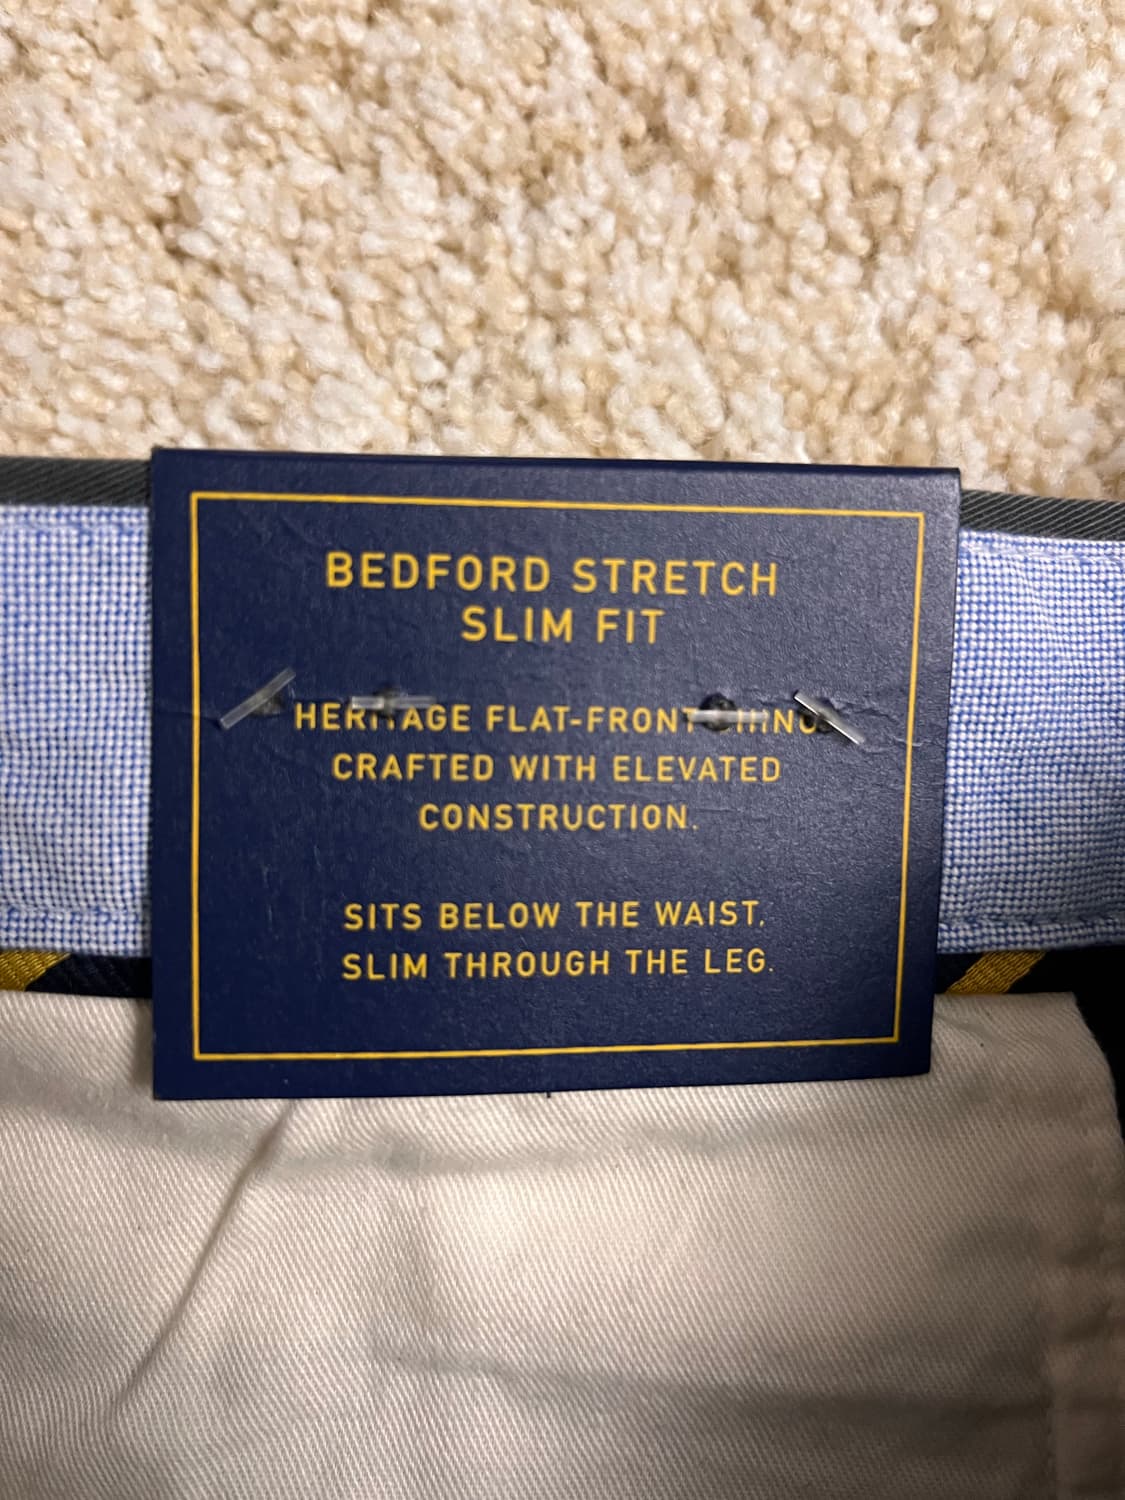 BEDFORD STRETCH
SLIM FIT
HERITAGE FLAT-FRONT CHINO
CRAFTED WITH ELEVATED
CONSTRUCTION.
SITS BELOW THE WAIST.
SLIM THROUGH THE LEG.